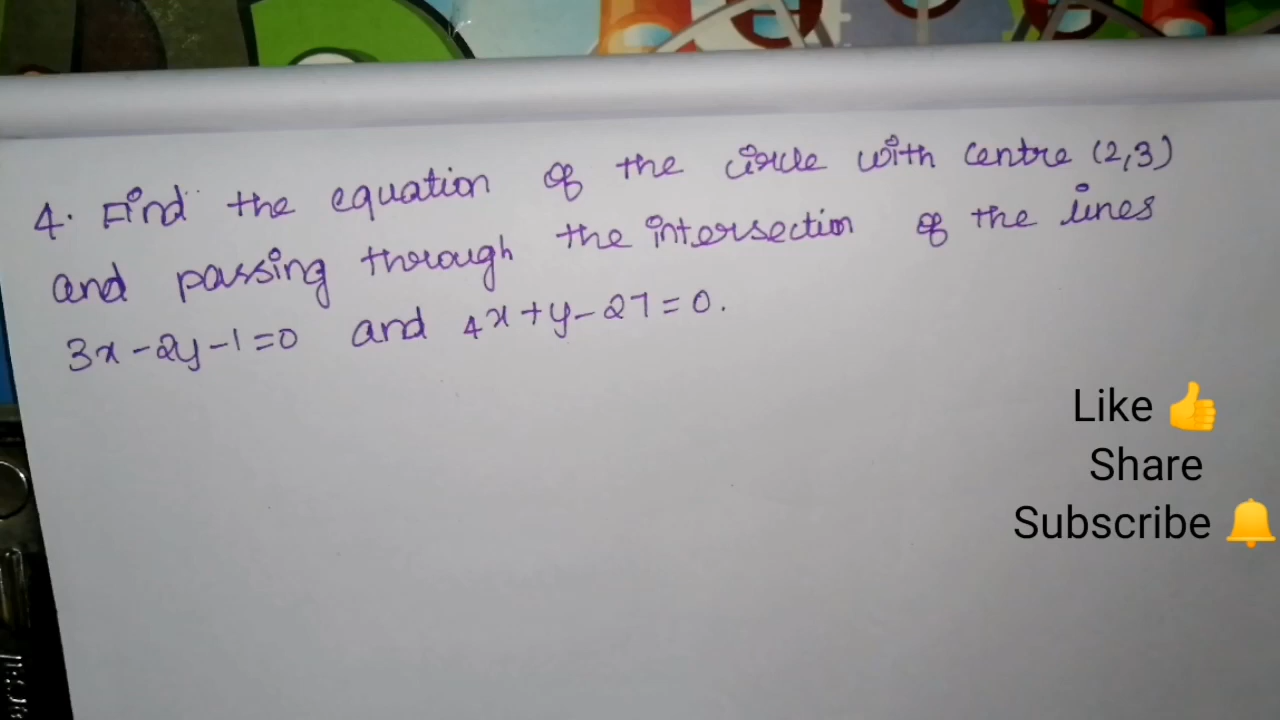 4. Find the equation of the circle with centre (2,3)
and passing through the intersection of the lines
3x-2y-1=0 and 4x+y-27=0.
Like 👍
Share
Subscribe 🔔